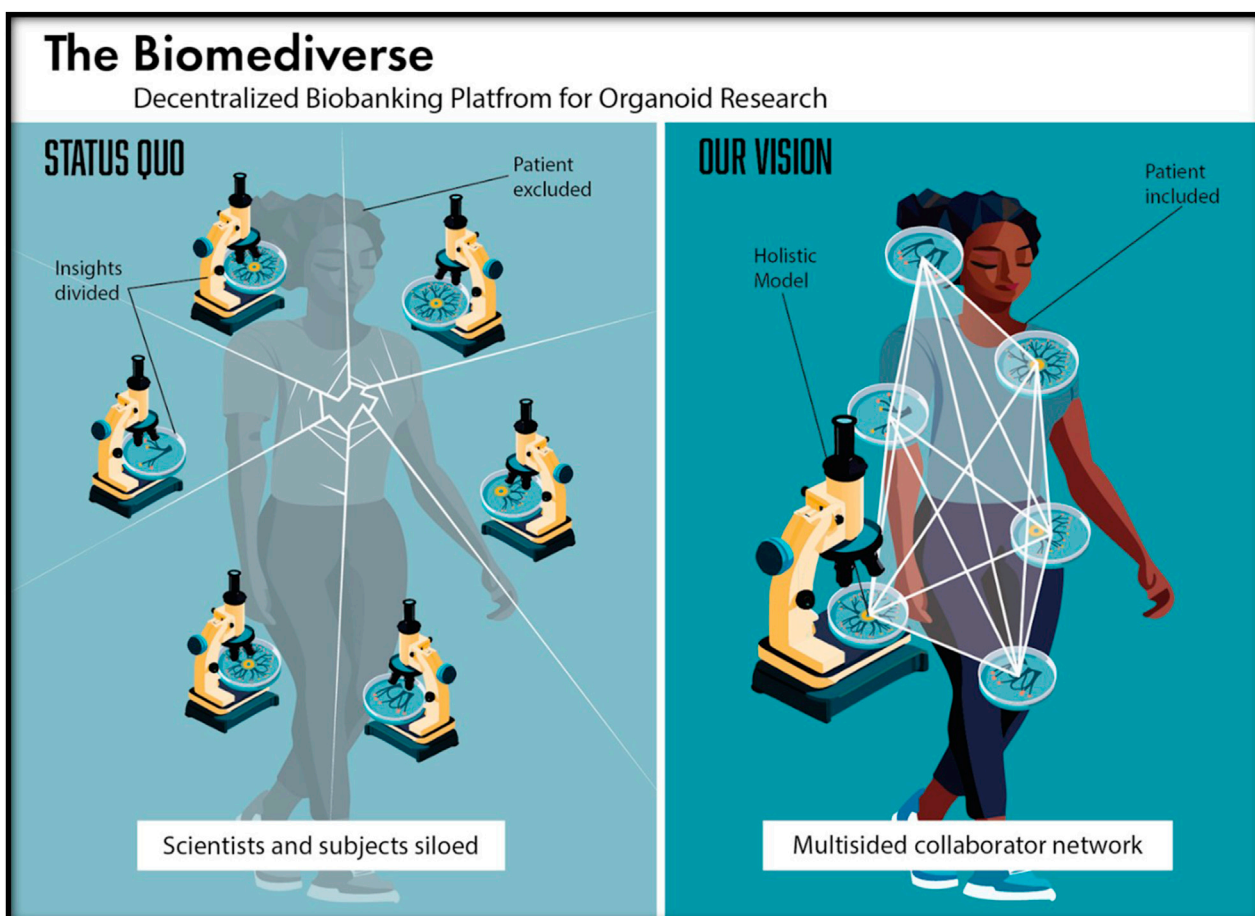 The Biomediverse
Decentralized Biobanking Platfrom for Organoid Research
STATUS QUO
Patient
excluded
Insights
divided
Scientists and subjects siloed
OUR VISION
Patient
included
Holistic
Model
Multisided collaborator network